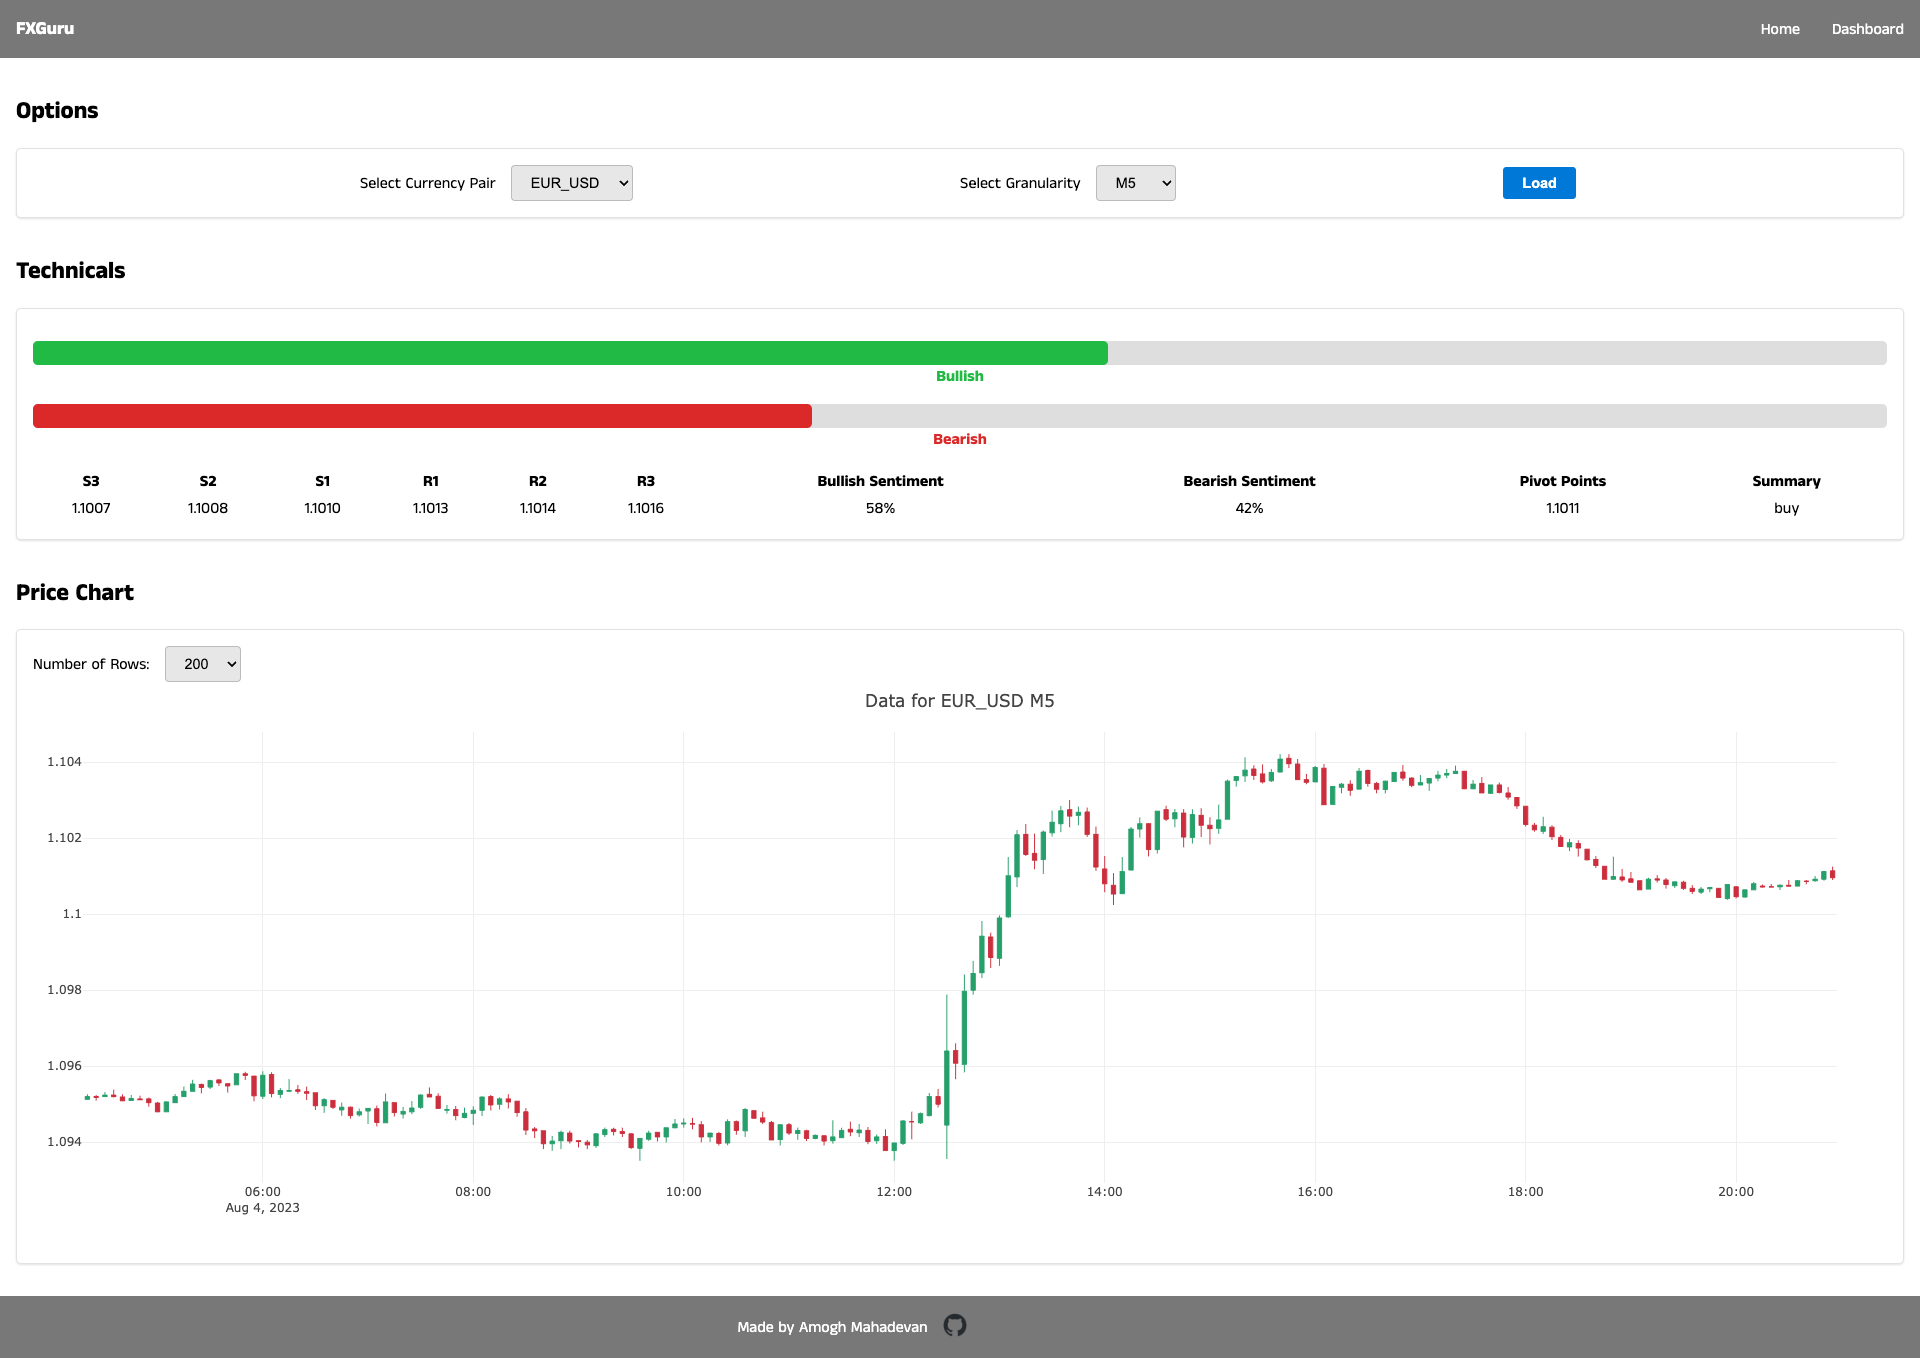 FXGuru Home Dashboard
Options
Select Currency Pair EUR_USD Select Granularity M5 Load
Technicals
Bullish
Bearish
S3 S2 S1 R1 R2 R3 Bullish Sentiment Bearish Sentiment Pivot Points Summary
1.1007 1.1008 1.1010 1.1013 1.1014 1.1016 58% 42% 1.1011 buy
Price Chart
Number of Rows: 200
Data for EUR_USD M5
1.104
1.102
1.1
1.098
1.096
1.094
06:00 08:00 10:00 12:00 14:00 16:00 18:00 20:00
Aug 4, 2023
Made by Amogh Mahadevan